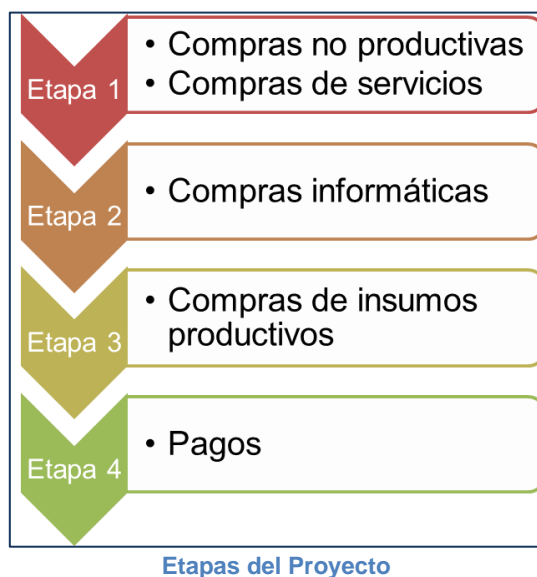 Etapa 1
• Compras no productivas
• Compras de servicios
Etapa 2
• Compras informáticas
Etapa 3
• Compras de insumos
productivos
Etapa 4
• Pagos
Etapas del Proyecto